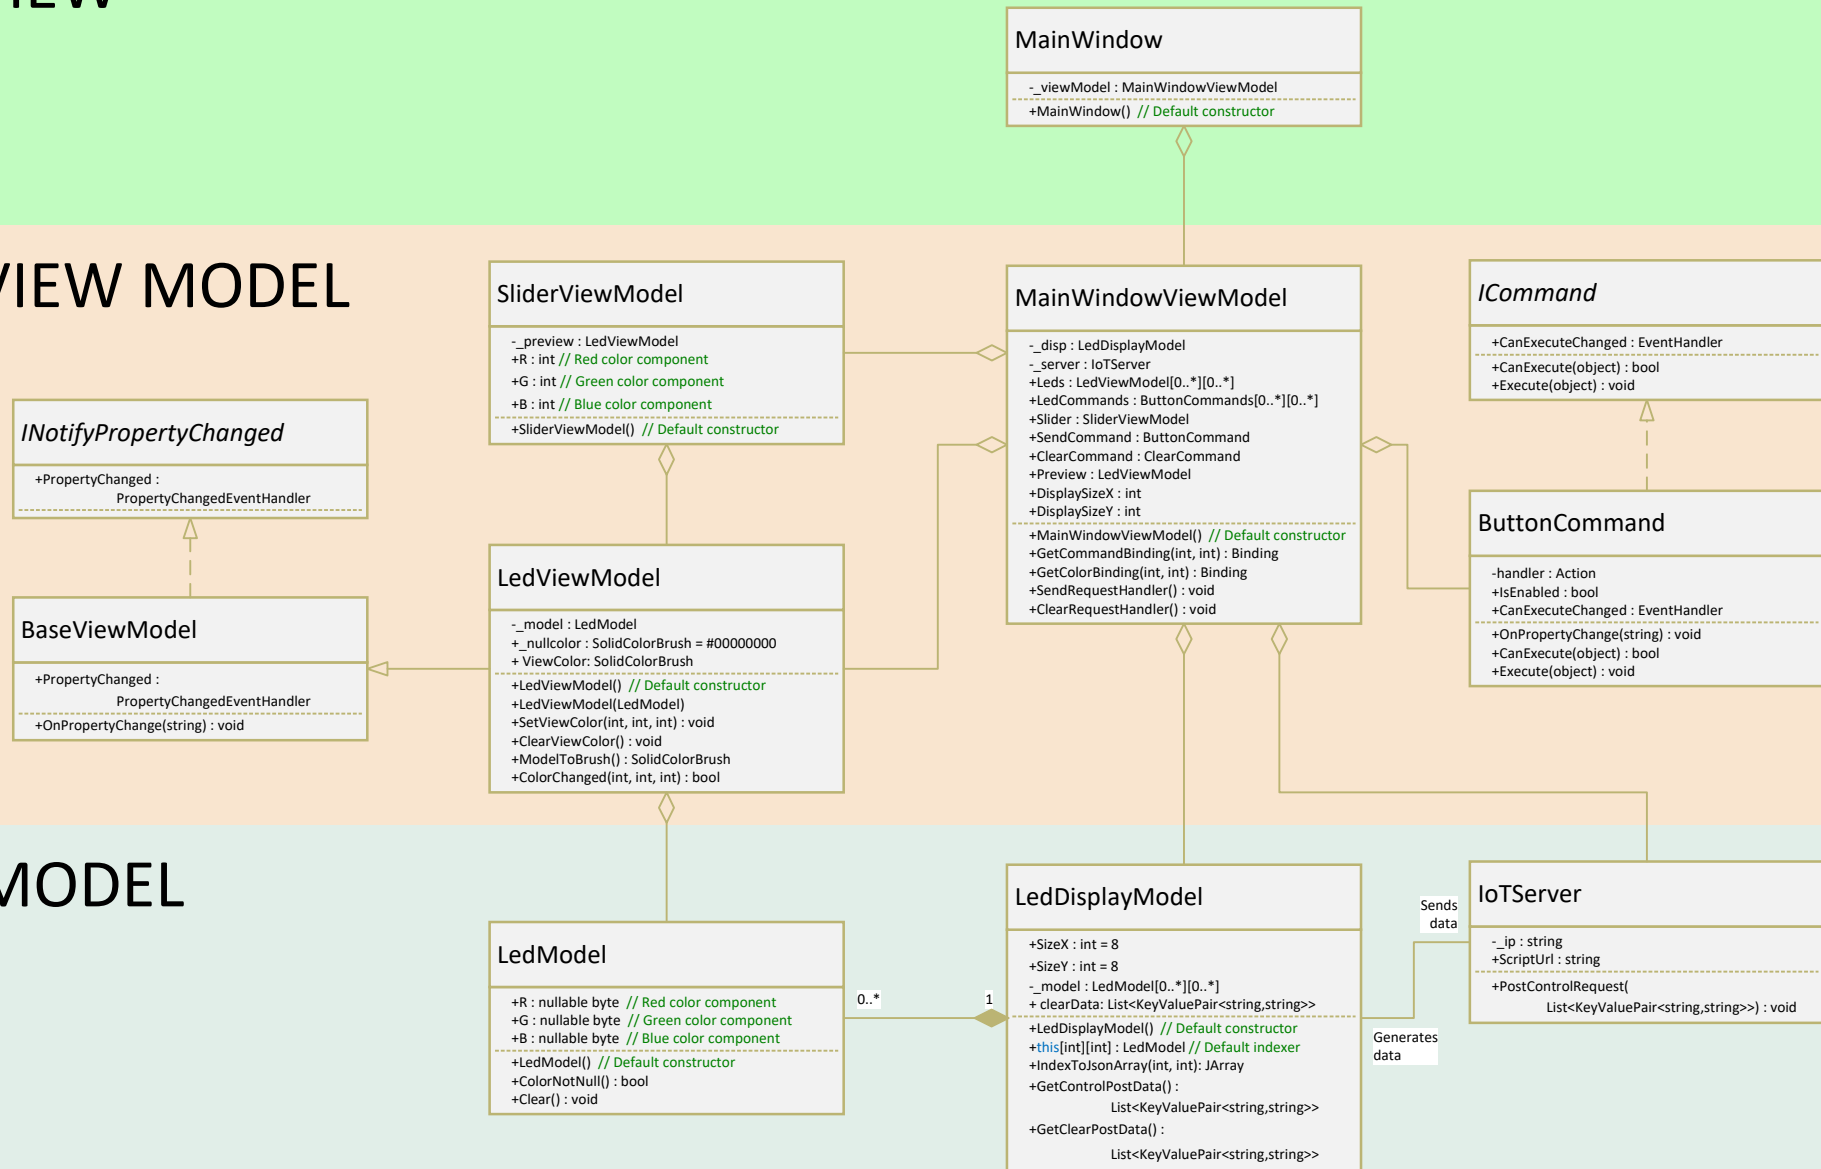 IEW
MainWindow
-_viewModel : MainWindowViewModel
+MainWindow() // Default constructor
VIEW MODEL
SliderViewModel
-_preview : LedViewModel
+R : int // Red color component
+G : int // Green color component
+B : int // Blue color component
+SliderViewModel() // Default constructor
MainWindowViewModel
-_disp : LedDisplayModel
-_server : IoTServer
+Leds : LedViewModel[0..*][0..*]
+LedCommands : ButtonCommands[0..*][0..*]
+Slider : SliderViewModel
+SendCommand : ButtonCommand
+ClearCommand : ClearCommand
+Preview : LedViewModel
+DisplaySizeX : int
+DisplaySizeY : int
+MainWindowViewModel() // Default constructor
+GetCommandBinding(int, int) : Binding
+GetColorBinding(int, int) : Binding
+SendRequestHandler() : void
+ClearRequestHandler() : void
ICommand
+CanExecuteChanged : EventHandler
+CanExecute(object) : bool
+Execute(object) : void
INotifyPropertyChanged
+PropertyChanged :
PropertyChangedEventHandler
BaseViewModel
+PropertyChanged :
PropertyChangedEventHandler
+OnPropertyChange(string) : void
LedViewModel
-_model : LedModel
+_nullcolor : SolidColorBrush = #00000000
+ ViewColor: SolidColorBrush
+LedViewModel() // Default constructor
+LedViewModel(LedModel)
+SetViewColor(int, int, int) : void
+ClearViewColor() : void
+ModelToBrush() : SolidColorBrush
+ColorChanged(int, int, int) : bool
ButtonCommand
-handler : Action
+IsEnabled : bool
+CanExecuteChanged : EventHandler
+OnPropertyChange(string) : void
+CanExecute(object) : bool
+Execute(object) : void
MODEL
LedModel
+R : nullable byte // Red color component
+G : nullable byte // Green color component
+B : nullable byte // Blue color component
+LedModel() // Default constructor
+ColorNotNull() : bool
+Clear() : void
0..*
1
LedDisplayModel
+SizeX : int = 8
+SizeY : int = 8
-_model : LedModel[0..*][0..*]
+ clearData: List<KeyValuePair<string,string>>
+LedDisplayModel() // Default constructor
+this[int][int] : LedModel // Default indexer
+IndexToJsonArray(int, int): JArray
+GetControlPostData() :
List<KeyValuePair<string,string>>
+GetClearPostData() :
List<KeyValuePair<string,string>>
Sends
data
Generates
data
IoTServer
-_ip : string
+ScriptUrl : string
+PostControlRequest(
List<KeyValuePair<string,string>>) : void